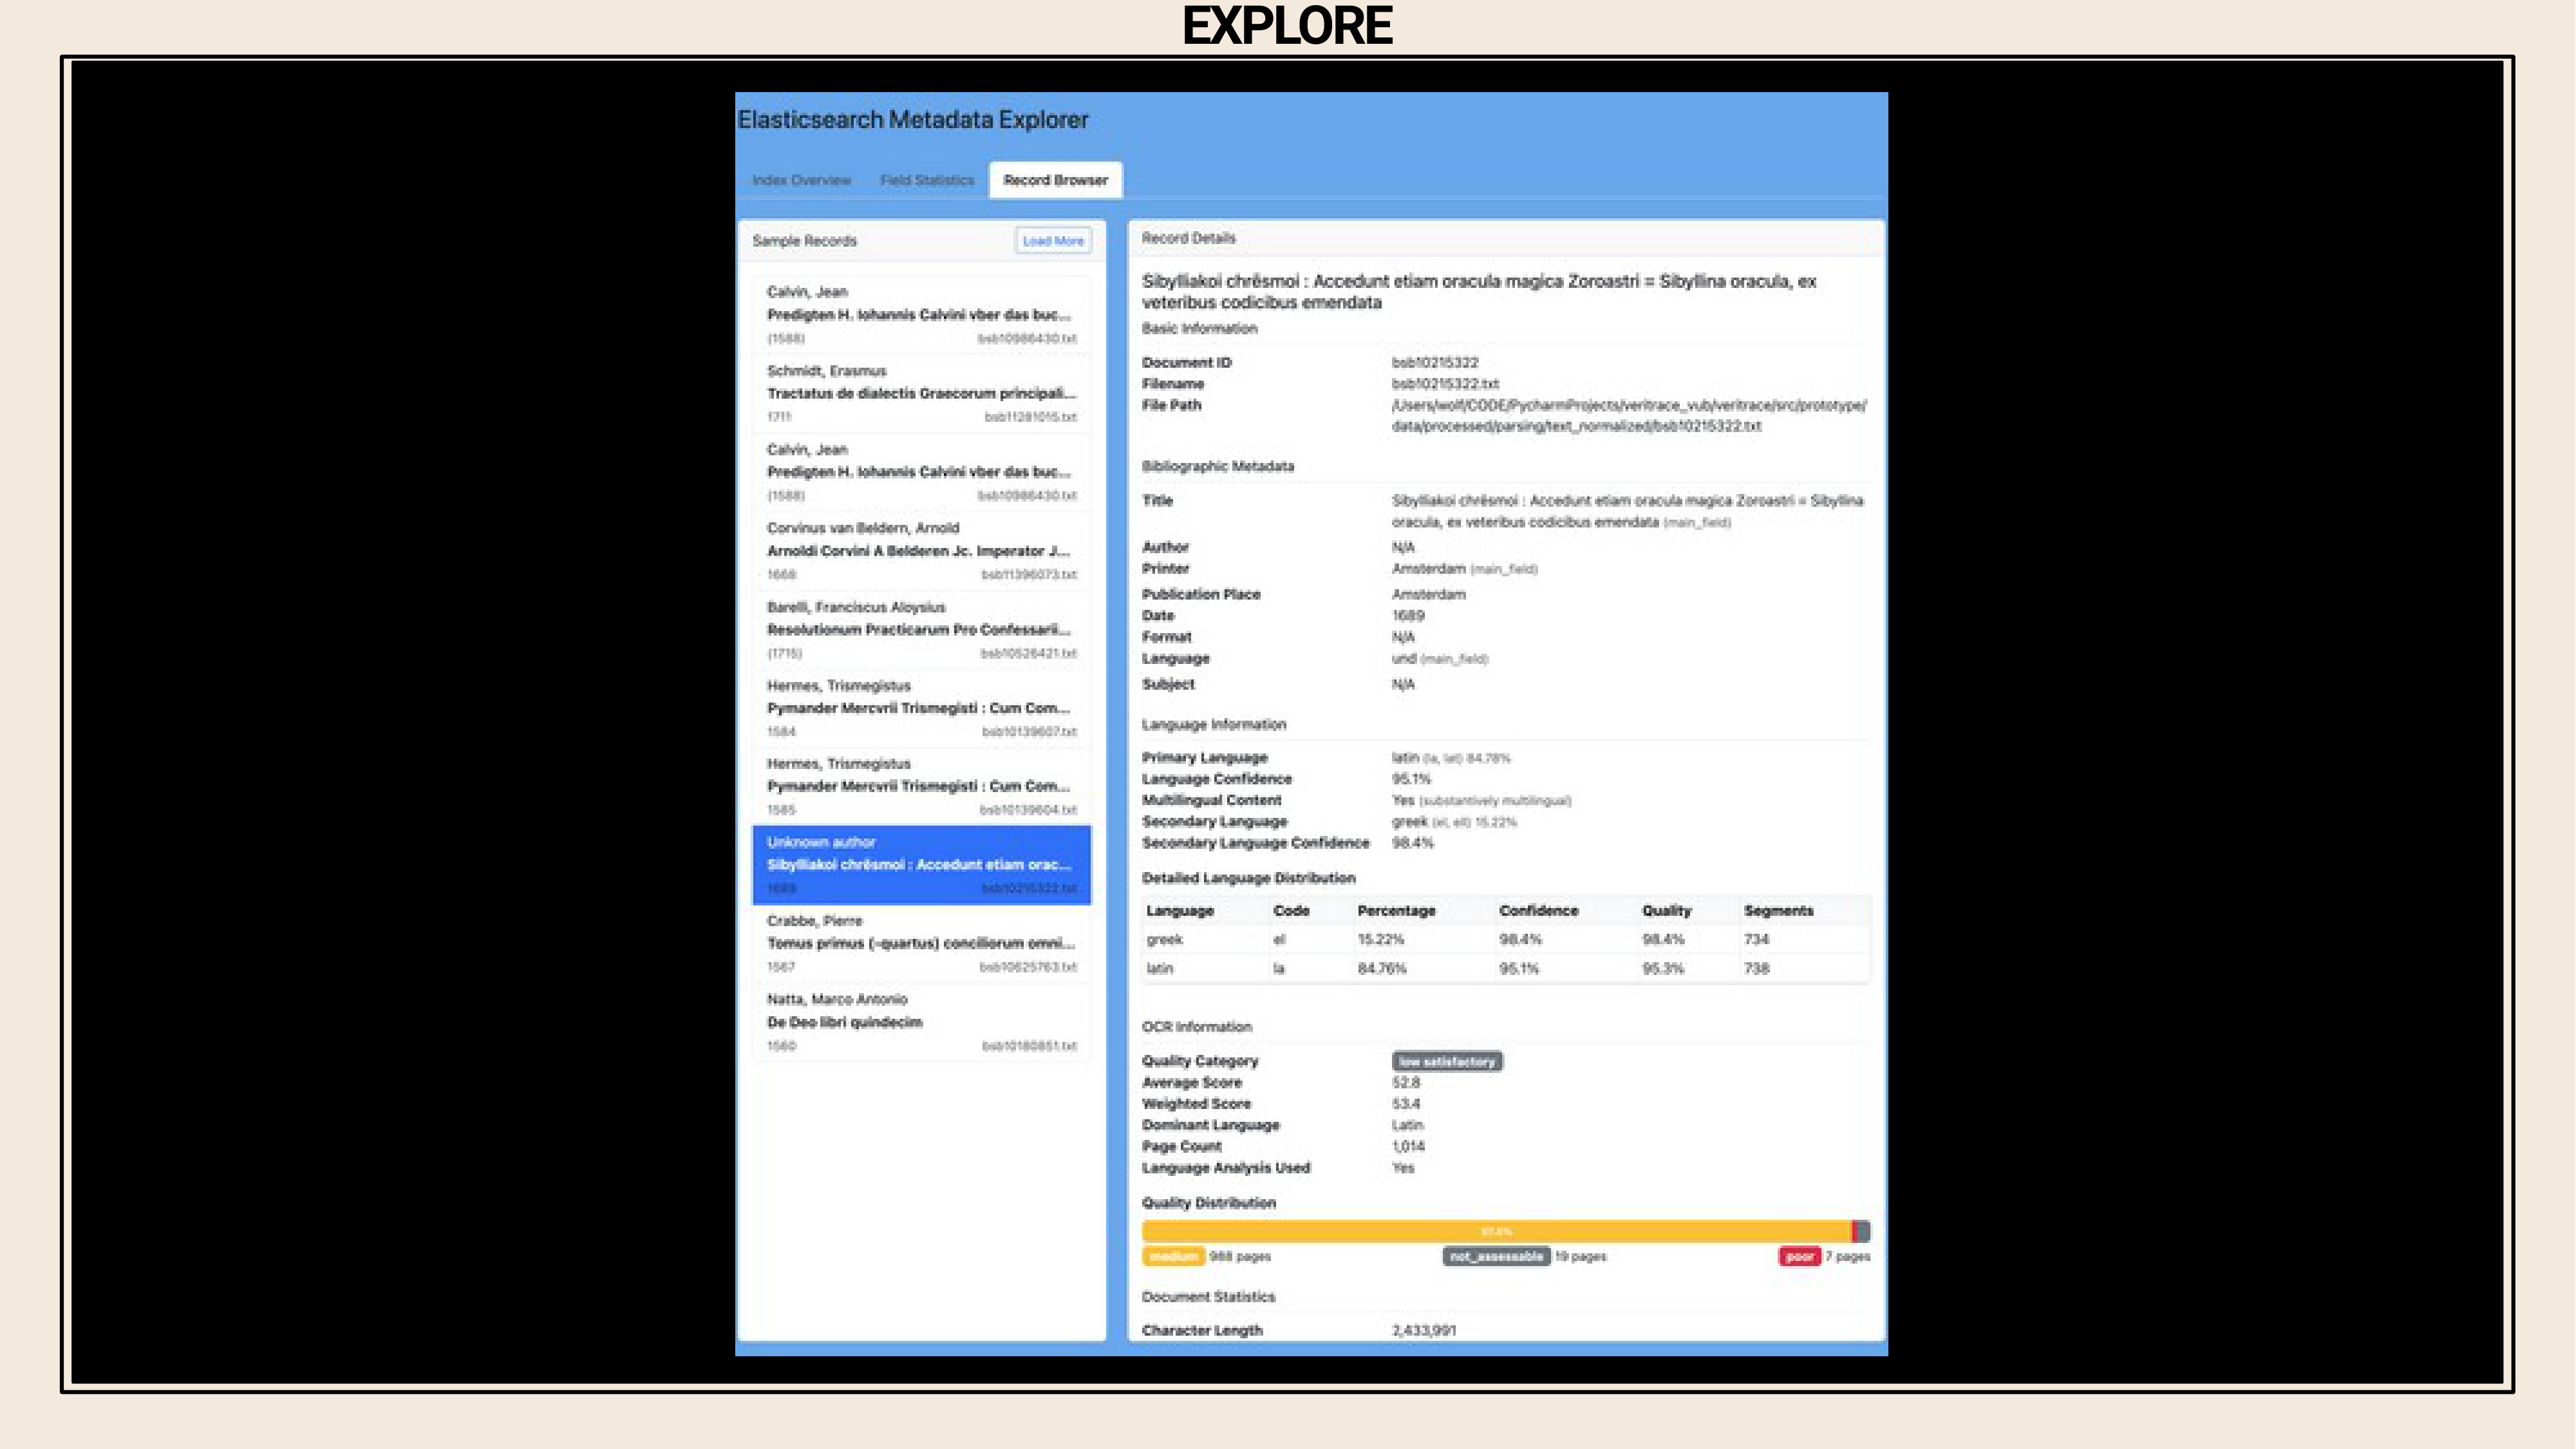 EXPLORE
Elasticsearch Metadata Explorer
Index Overview Field Statistics Record Browser
Sample Records Load More
Calvin, Jean
Predigten H. Iohannis Calvini vber das buc...
(1588) bsb10986430.txt
Schmidt, Erasmus
Tractatus de dialectis Graecorum principali...
1711 bsb11281015.txt
Calvin, Jean
Predigten H. Iohannis Calvini vber das buc...
(1588) bsb10986430.txt
Corvinus van Beldern, Arnold
Arnoldi Corvini A Belderen Jc. Imperator J...
1668 bsb11396073.txt
Barelli, Franciscus Aloysius
Resolutionum Practicarum Pro Confessarii...
(1715) bsb10526421.txt
Hermes, Trismegistus
Pymander Mercvrii Trismegisti : Cum Com...
1584 bsb10139607.txt
Hermes, Trismegistus
Pymander Mercvrii Trismegisti : Cum Com...
1585 bsb10139604.txt
Unknown author
Sibylliakoi chrēsmoi : Accedunt etiam orac...
1689 bsb10215322.txt
Crabbe, Pierre
Tomus primus (-quartus) conciliorum omni...
1567 bsb10625763.txt
Natta, Marco Antonio
De Deo libri quindecim
1560 bsb10180851.txt
Record Details
Sibylliakoi chrēsmoi : Accedunt etiam oracula magica Zoroastri = Sibyllina oracula, ex
veteribus codicibus emendata
Basic Information
Document ID bsb10215322
Filename bsb10215322.txt
File Path /Users/wolf/CODE/PycharmProjects/veritrace_vub/veritrace/src/prototype/
data/processed/parsing/text_normalized/bsb10215322.txt
Bibliographic Metadata
Title Sibylliakoi chrēsmoi : Accedunt etiam oracula magica Zoroastri = Sibyllina
oracula, ex veteribus codicibus emendata (main_field)
Author N/A
Printer Amsterdam (main_field)
Publication Place Amsterdam
Date 1689
Format N/A
Language und (main_field)
Subject N/A
Language Information
Primary Language latin (la, lat) 84.78%
Language Confidence 95.1%
Multilingual Content Yes (substantively multilingual)
Secondary Language greek (el, ell) 15.22%
Secondary Language Confidence 98.4%
Detailed Language Distribution
Language Code Percentage Confidence Quality Segments
greek el 15.22% 98.4% 98.4% 734
latin la 84.76% 95.1% 95.3% 738
OCR Information
Quality Category low satisfactory
Average Score 52.8
Weighted Score 53.4
Dominant Language Latin
Page Count 1,014
Language Analysis Used Yes
Quality Distribution
medium 988 pages not_assessable 19 pages poor 7 pages
Document Statistics
Character Length 2,433,991